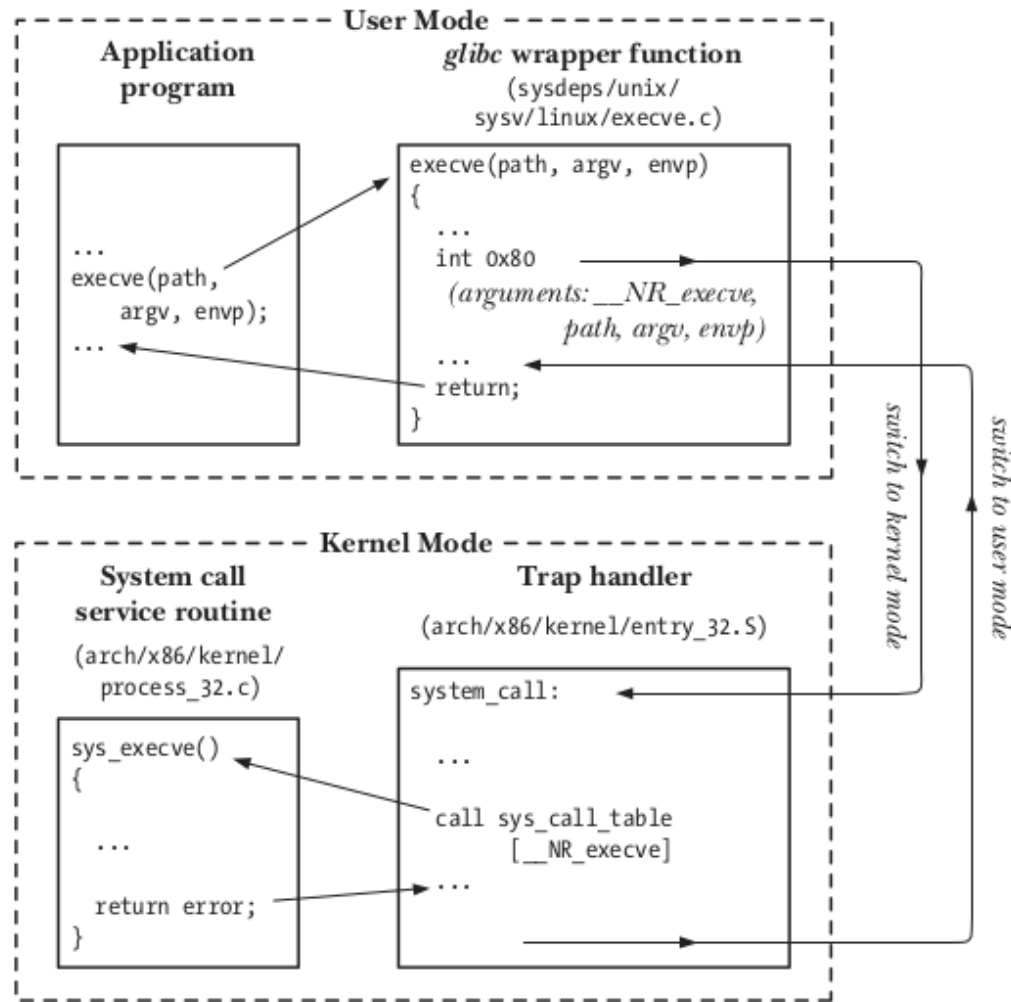 User Mode
Application
program
glibc wrapper function
(sysdeps/unix/
sysv/linux/execve.c)
...
execve(path,
argv, envp);
...
execve(path, argv, envp)
{
...
int 0x80
(arguments: __NR_execve,
path, argv, envp)
...
return;
}
switch to kernel mode
switch to user mode
Kernel Mode
System call
service routine
(arch/x86/kernel/
process_32.c)
Trap handler
(arch/x86/kernel/entry_32.S)
sys_execve()
{
...
return error;
}
system_call:
...
call sys_call_table
[__NR_execve]
...